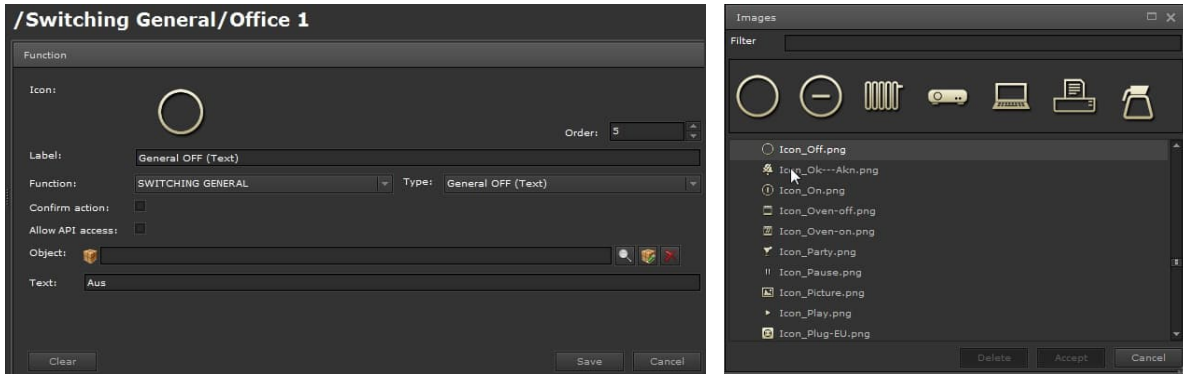 /Switching General/Office 1
Function
Icon:
Order: 5
Label: General OFF (Text)
Function: SWITCHING GENERAL Type: General OFF (Text)
Confirm action:
Allow API access:
Object:
Text: Aus
Clear Save Cancel
Images
Filter
Icon_Off.png
Icon_Ok---Akn.png
Icon_On.png
Icon_Oven-off.png
Icon_Oven-on.png
Icon_Party.png
Icon_Pause.png
Icon_Picture.png
Icon_Play.png
Icon_Plug-EU.png
Delete Accept Cancel